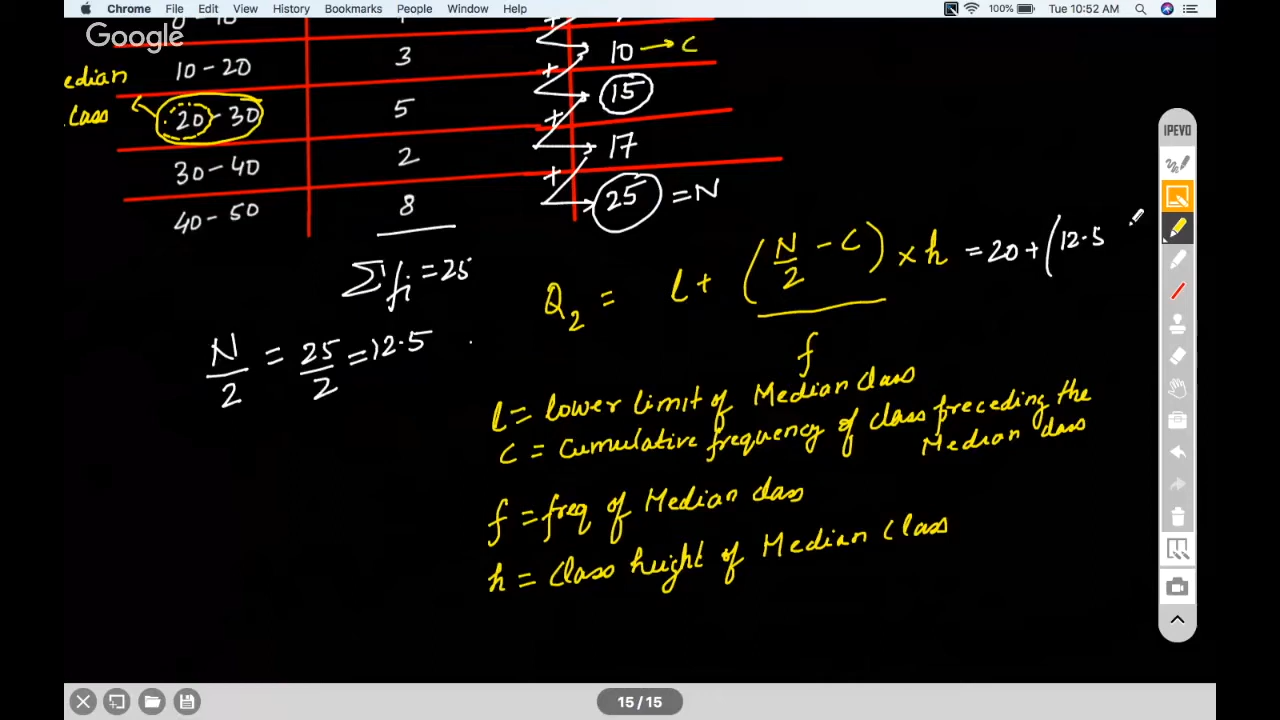 Chrome File Edit View History Bookmarks People Window Help 100% Tue 10:52 AM
Google
10 → C
edian 10 - 20 3
lass 20 - 30 5 15
30 - 40 2 17
40 - 50 8 25 = N
Σfi = 25
Q2 = l + (N/2 - C) × h = 20 + (12.5
f
N/2 = 25/2 = 12.5
l = lower limit of Median class
C = Cumulative frequency of class preceding the
Median class
f = freq of Median class
h = Class height of Median Class
IPEVO
15 / 15